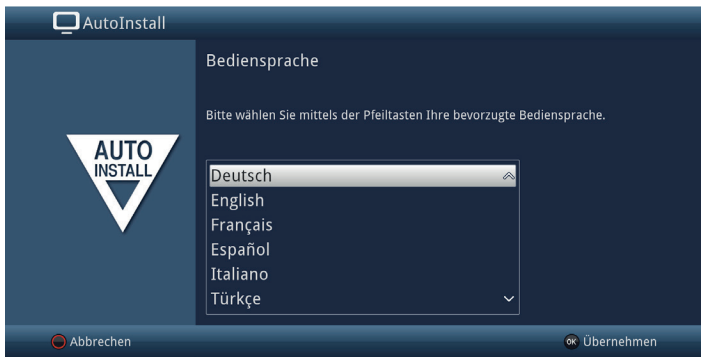 AutoInstall
Bediensprache
Bitte wählen Sie mittels der Pfeiltasten Ihre bevorzugte Bediensprache.
AUTO
INSTALL
Deutsch
English
Français
Español
Italiano
Türkçe
Abbrechen
OK Übernehmen